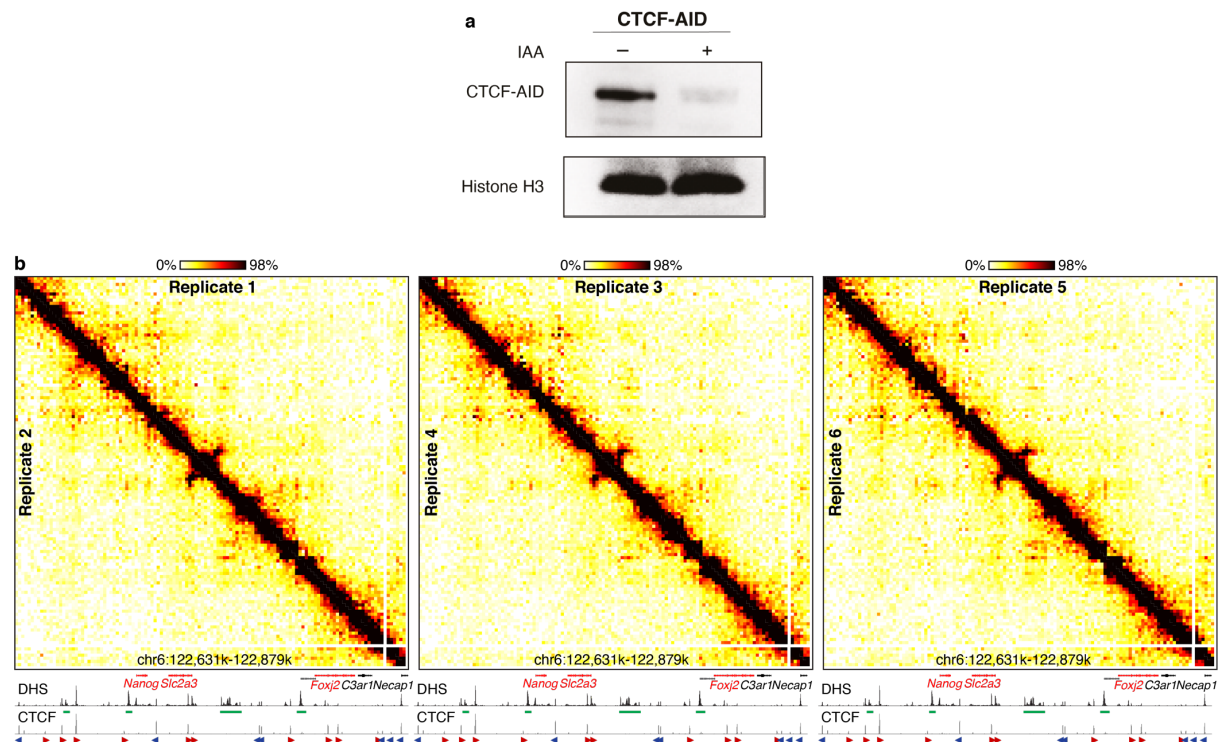 a
CTCF-AID
IAA − +
CTCF-AID
Histone H3
b
0% 98% 0% 98% 0% 98%
Replicate 1 Replicate 3 Replicate 5
Replicate 2 Replicate 4 Replicate 6
chr6:122,631k-122,879k chr6:122,631k-122,879k chr6:122,631k-122,879k
Nanog Slc2a3 Foxj2 C3ar1 Necap1 Nanog Slc2a3 Foxj2 C3ar1 Necap1 Nanog Slc2a3 Foxj2 C3ar1 Necap1
DHS DHS DHS
CTCF CTCF CTCF